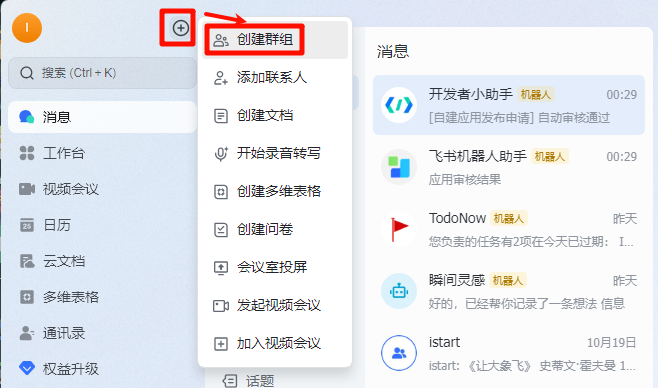 I
搜索 (Ctrl + K)
消息
工作台
视频会议
25
日历
云文档
多维表格
通讯录
权益升级
创建群组
添加联系人
创建文档
开始录音转写
创建多维表格
创建问卷
会议室投屏
发起视频会议
加入视频会议
话题
消息
开发者小助手 机器人 00:29
[自建应用发布申请] 自动审核通过
飞书机器人助手 机器人 00:29
应用审核结果
TodoNow 机器人 昨天
您负责的任务有2项在今天已过期： I...
瞬间灵感 机器人 昨天
好的，已经帮你记录了一条想法 信息
istart 10月19日
istart: 《让大象飞》 史蒂文·霍夫曼 1...